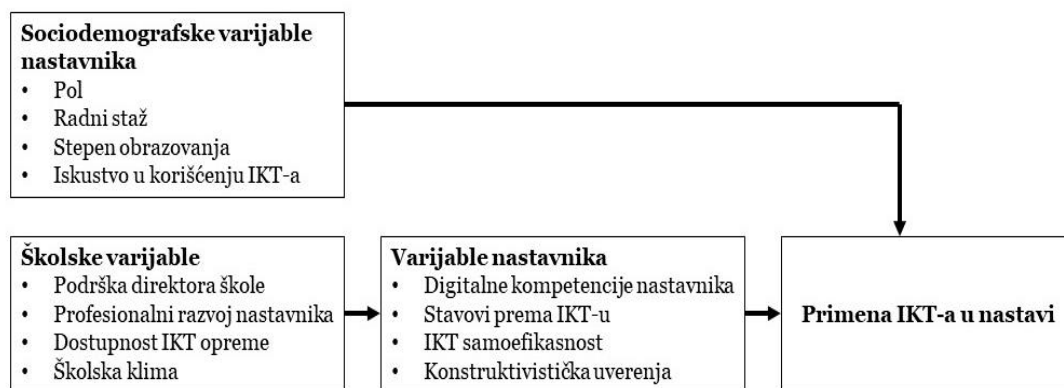 Sociodemografske varijable
nastavnika
• Pol
• Radni staž
• Stepen obrazovanja
• Iskustvo u korišćenju IKT-a
Školske varijable
• Podrška direktora škole
• Profesionalni razvoj nastavnika
• Dostupnost IKT opreme
• Školska klima
Varijable nastavnika
• Digitalne kompetencije nastavnika
• Stavovi prema IKT-u
• IKT samoefikasnost
• Konstruktivistička uverenja
Primena IKT-a u nastavi